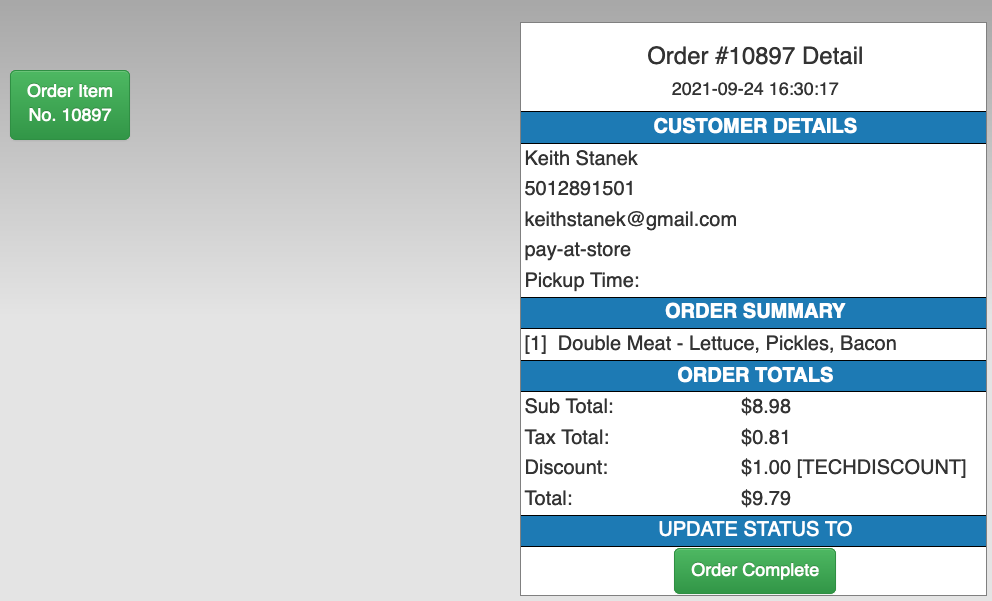 Order Item
No. 10897
Order #10897 Detail
2021-09-24 16:30:17
CUSTOMER DETAILS
Keith Stanek
5012891501
keithstanek@gmail.com
pay-at-store
Pickup Time:
ORDER SUMMARY
[1] Double Meat - Lettuce, Pickles, Bacon
ORDER TOTALS
Sub Total: $8.98
Tax Total: $0.81
Discount: $1.00 [TECHDISCOUNT]
Total: $9.79
UPDATE STATUS TO
Order Complete